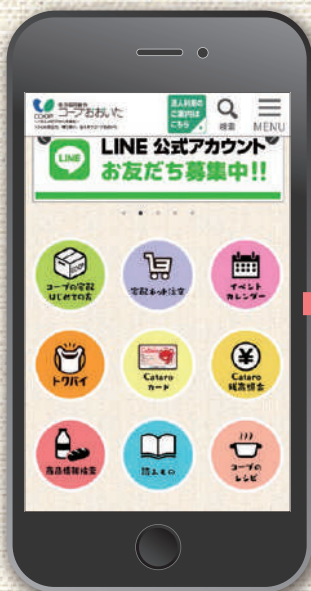 コープおおいた
法人利用の
ご案内は
こちら
検索
MENU
LINE
LINE 公式アカウント
お友だち募集中!!
コープの宅配
はじめての方
宅配ネット注文
イベント
カレンダー
トクバイ
Cataro
カード
Cataro
残高照会
商品情報検索
読みもの
コープの
レシピ